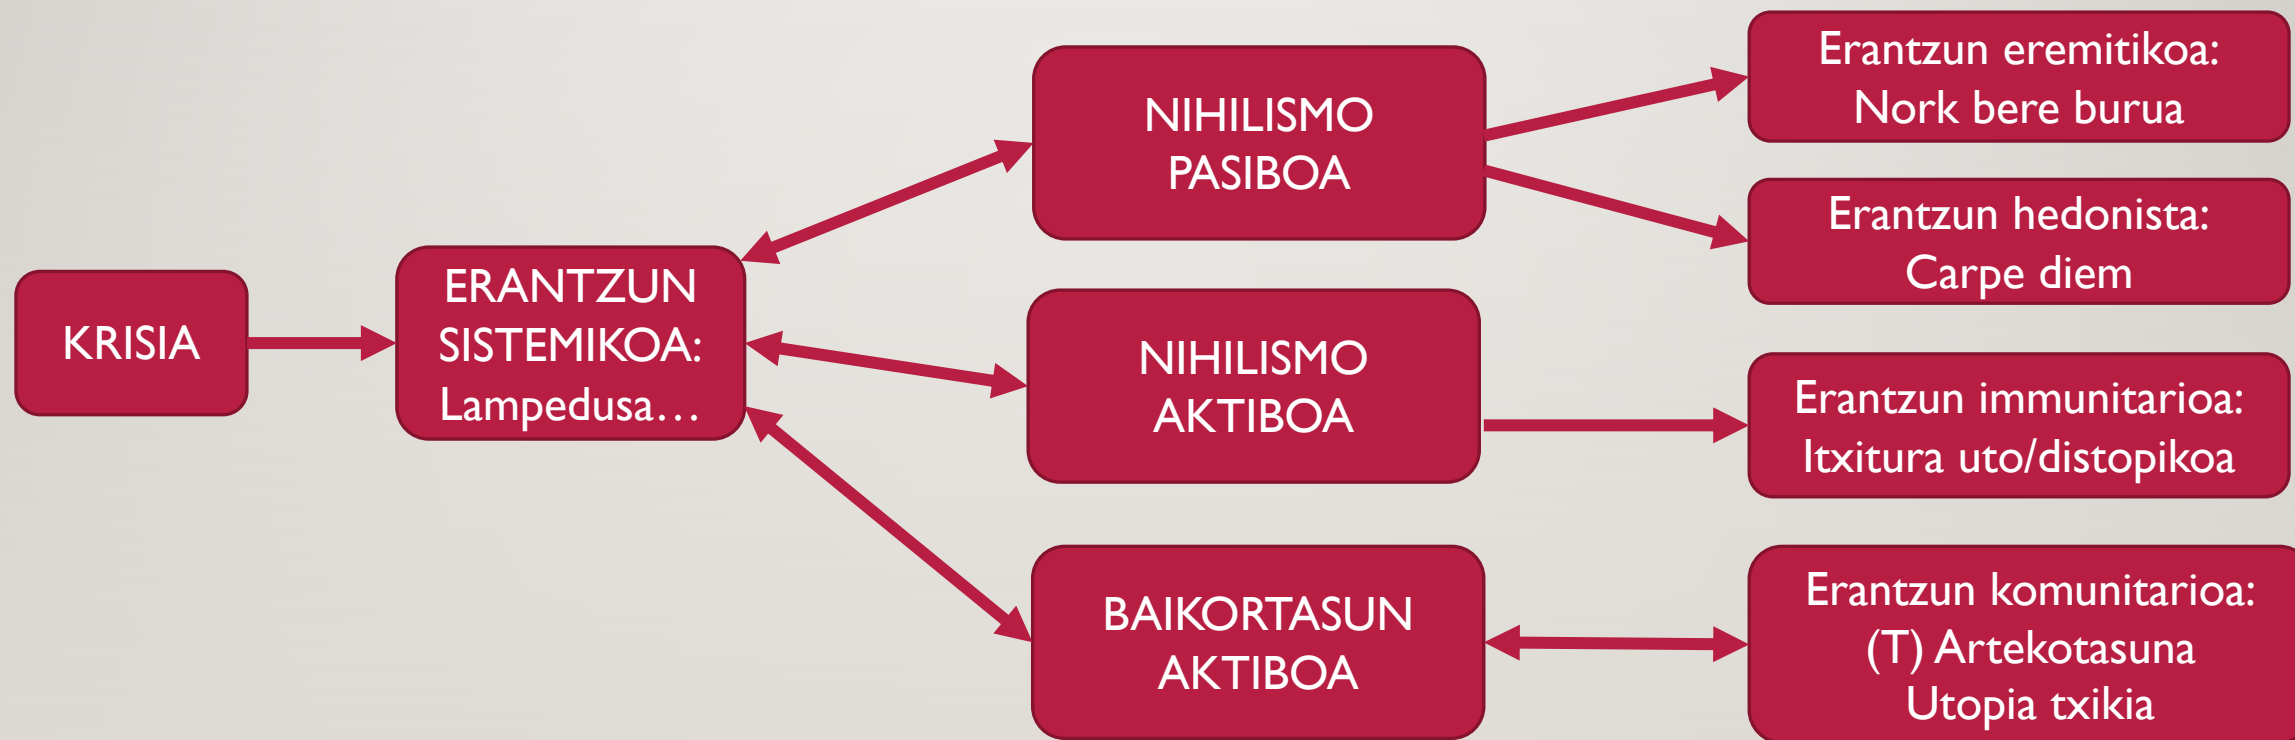 KRISIA
ERANTZUN
SISTEMIKOA:
Lampedusa…
NIHILISMO
PASIBOA
NIHILISMO
AKTIBOA
BAIKORTASUN
AKTIBOA
Erantzun eremitikoa:
Nork bere burua
Erantzun hedonista:
Carpe diem
Erantzun immunitarioa:
Itxitura uto/distopikoa
Erantzun komunitarioa:
(T) Artekotasuna
Utopia txikia